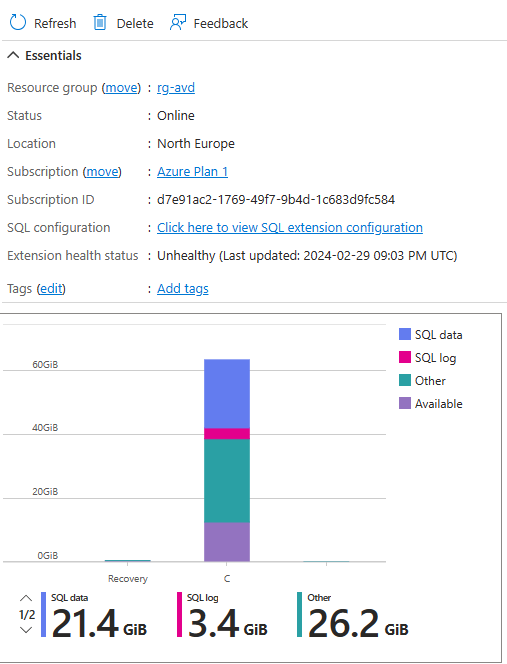 Refresh Delete Feedback
Essentials
Resource group (move) : rg-avd
Status : Online
Location : North Europe
Subscription (move) : Azure Plan 1
Subscription ID : d7e91ac2-1769-49f7-9b4d-1c683d9fc584
SQL configuration : Click here to view SQL extension configuration
Extension health status : Unhealthy (Last updated: 2024-02-29 09:03 PM UTC)
Tags (edit) : Add tags
SQL data
SQL log
Other
Available
60GiB
40GiB
20GiB
0GiB
Recovery C
1/2
SQL data SQL log Other
21.4 GiB 3.4 GiB 26.2 GiB